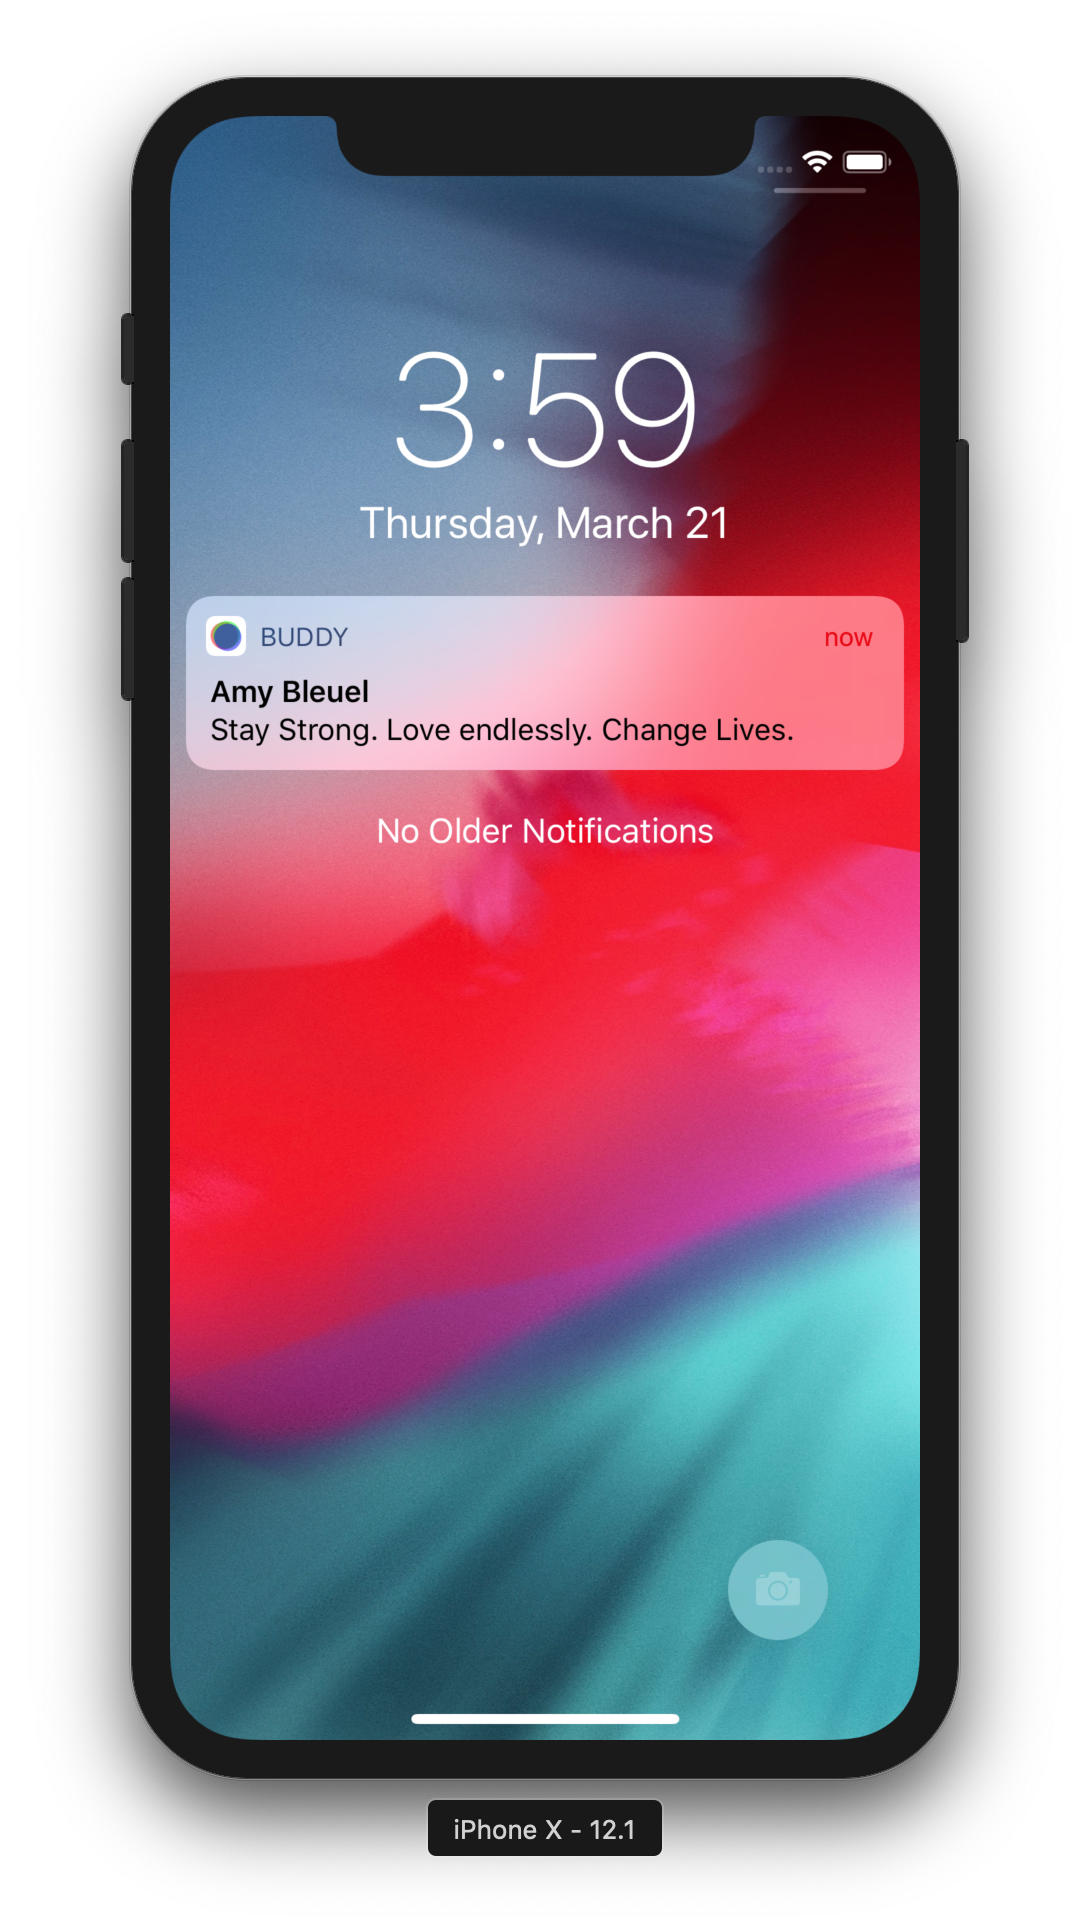 3:59
Thursday, March 21
BUDDY
now
Amy Bleuel
Stay Strong. Love endlessly. Change Lives.
No Older Notifications
iPhone X - 12.1